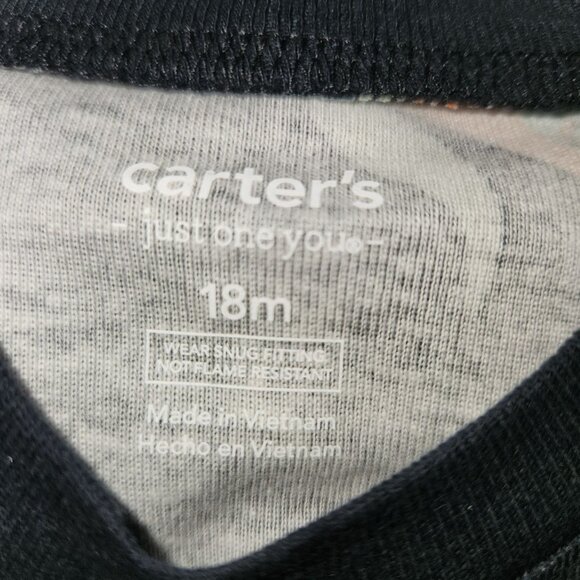 carter's
- just one you® -
18m
WEAR SNUG FITTING
NOT FLAME RESISTANT
Made in Vietnam
Hecho en Vietnam